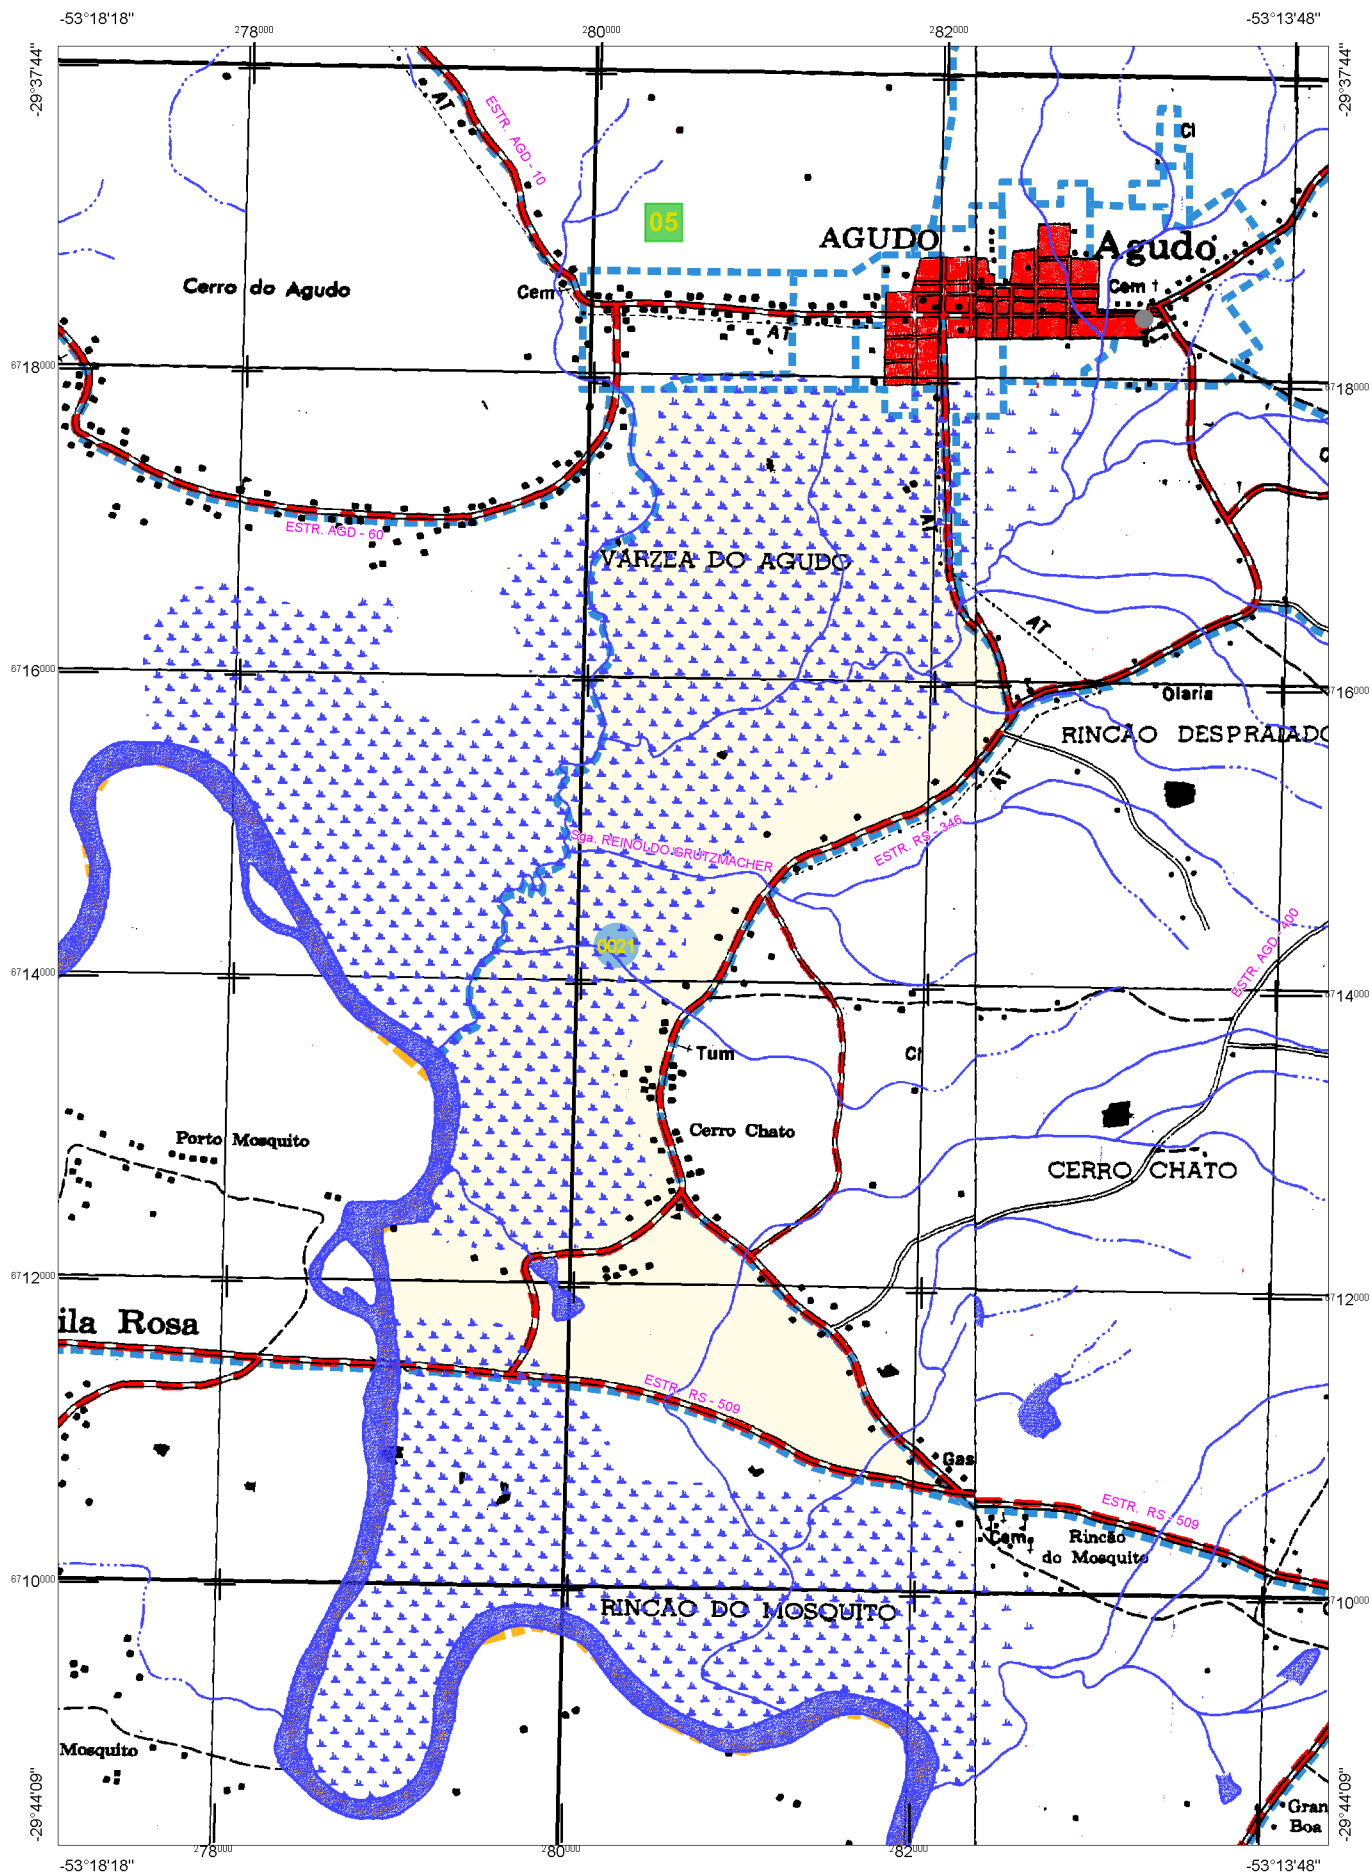 -53°18'18"
-53°13'48"
-29°37'44"
-29°37'44"
278000
280000
282000
AT
ESTR. AGD - 10
CI
05
AGUDO
Agudo
Cerro do Agudo
Cem
Cem
AT
6718000
6718000
ESTR. AGD - 60
VÁRZEA DO AGUDO
AT
6716000
6716000
Olaria
RINCÃO DESPRAIADO
AT
Sga. REINOLDO GRÜTZMACHER
ESTR. RS - 346
ESTR. AGD - 400
0021
6714000
6714000
Tum
Cf
Porto Mosquito
Cerro Chato
CERRO CHATO
6712000
6712000
ila Rosa
ESTR. RS - 509
Gas
ESTR. RS - 509
Cem
Rincão
do Mosquito
6710000
6710000
RINCÃO DO MOSQUITO
Mosquito
Gran
Boa
-29°44'09"
-29°44'09"
278000
280000
282000
-53°18'18"
-53°13'48"